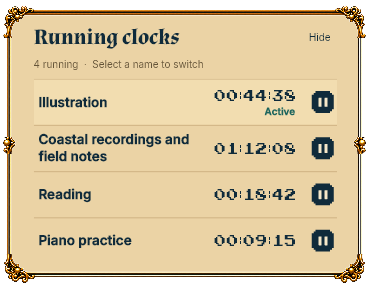 Running clocks
Hide
4 running · Select a name to switch
Illustration
00:44:38
Active
Coastal recordings and
field notes
01:12:08
Reading
00:18:42
Piano practice
00:09:15